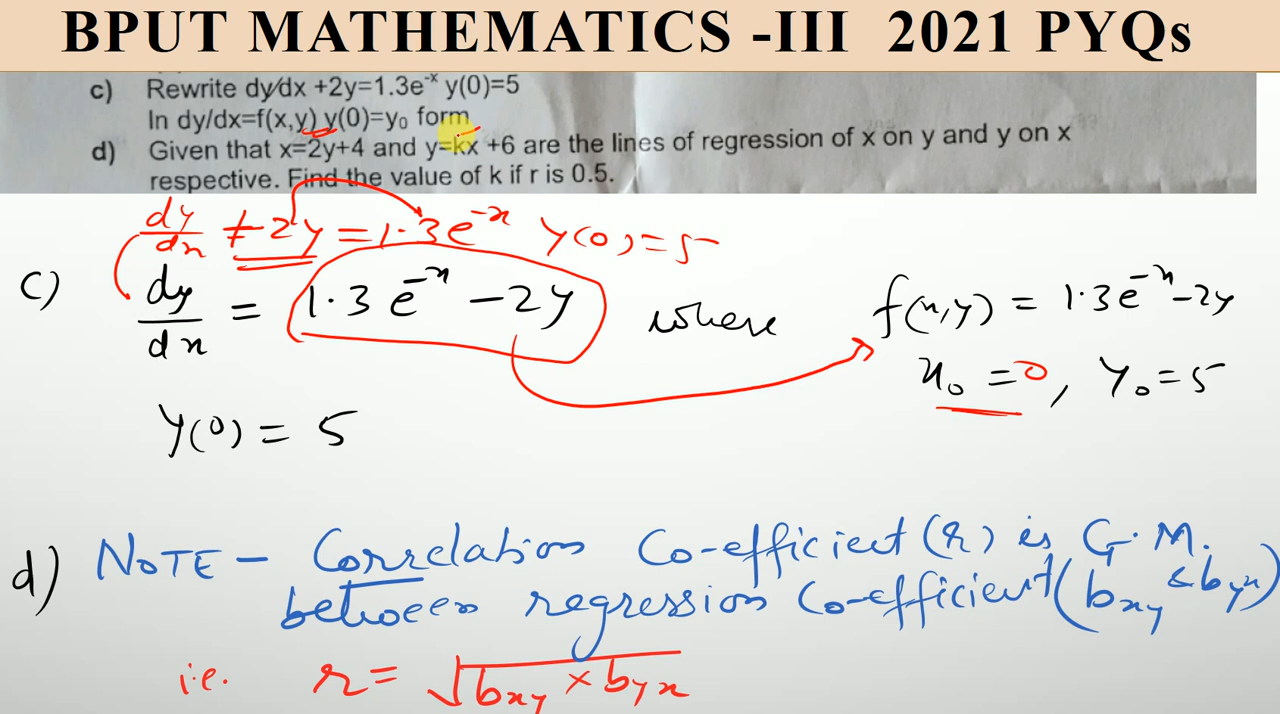 BPUT MATHEMATICS -III 2021 PYQs
c) Rewrite dy/dx +2y=1.3e⁻ˣ y(0)=5
In dy/dx=f(x,y) y(0)=y₀ form
d) Given that x=2y+4 and y=kx +6 are the lines of regression of x on y and y on x
respective. Find the value of k if r is 0.5.
dy/dx + 2y = 1.3e⁻ˣ y(0)=5
c) dy/dx = 1.3e⁻ˣ - 2y where f(x,y) = 1.3e⁻ˣ - 2y
x₀ = 0, y₀ = 5
y(0) = 5
d) NOTE - Correlation Co-efficient (r) is G.M.
between regression Co-efficient (bxy & byx)
i.e. r = √bxy × byx